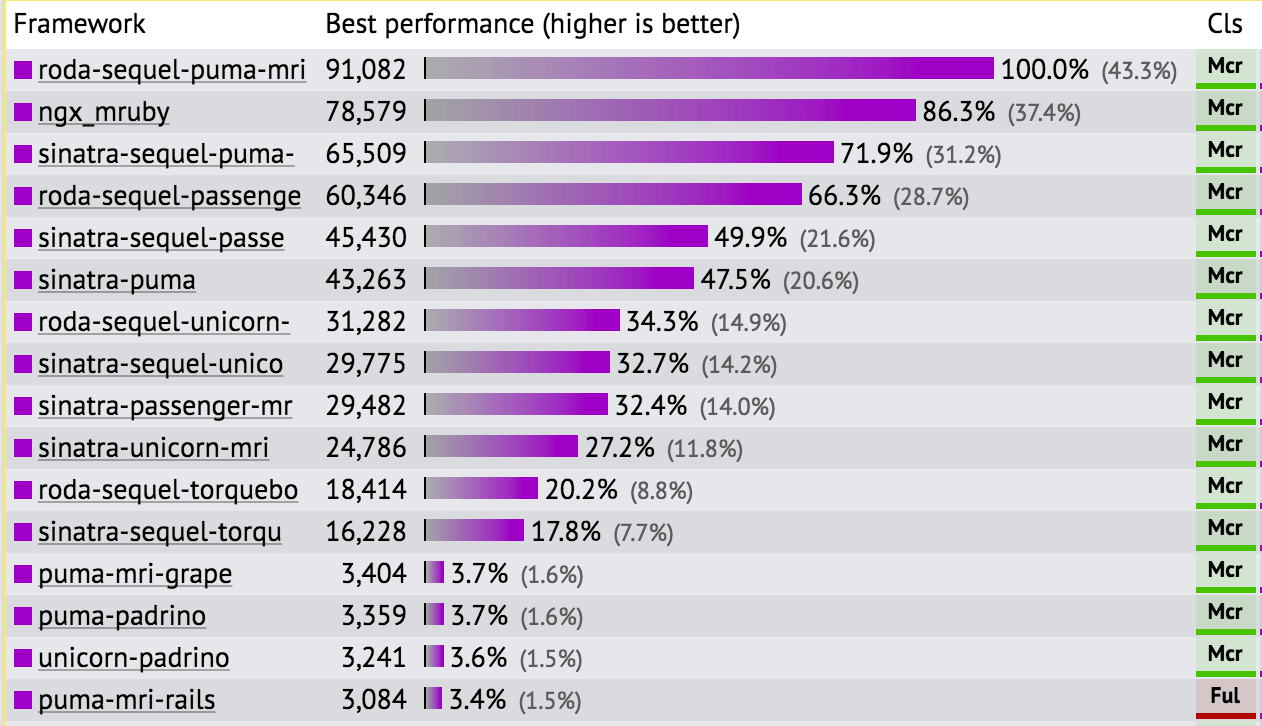 Framework Best performance (higher is better) Cls
roda-sequel-puma-mri 91,082 100.0% (43.3%) Mcr
ngx_mruby 78,579 86.3% (37.4%) Mcr
sinatra-sequel-puma- 65,509 71.9% (31.2%) Mcr
roda-sequel-passenge 60,346 66.3% (28.7%) Mcr
sinatra-sequel-passe 45,430 49.9% (21.6%) Mcr
sinatra-puma 43,263 47.5% (20.6%) Mcr
roda-sequel-unicorn- 31,282 34.3% (14.9%) Mcr
sinatra-sequel-unico 29,775 32.7% (14.2%) Mcr
sinatra-passenger-mr 29,482 32.4% (14.0%) Mcr
sinatra-unicorn-mri 24,786 27.2% (11.8%) Mcr
roda-sequel-torquebo 18,414 20.2% (8.8%) Mcr
sinatra-sequel-torqu 16,228 17.8% (7.7%) Mcr
puma-mri-grape 3,404 3.7% (1.6%) Mcr
puma-padrino 3,359 3.7% (1.6%) Mcr
unicorn-padrino 3,241 3.6% (1.5%) Mcr
puma-mri-rails 3,084 3.4% (1.5%) Ful